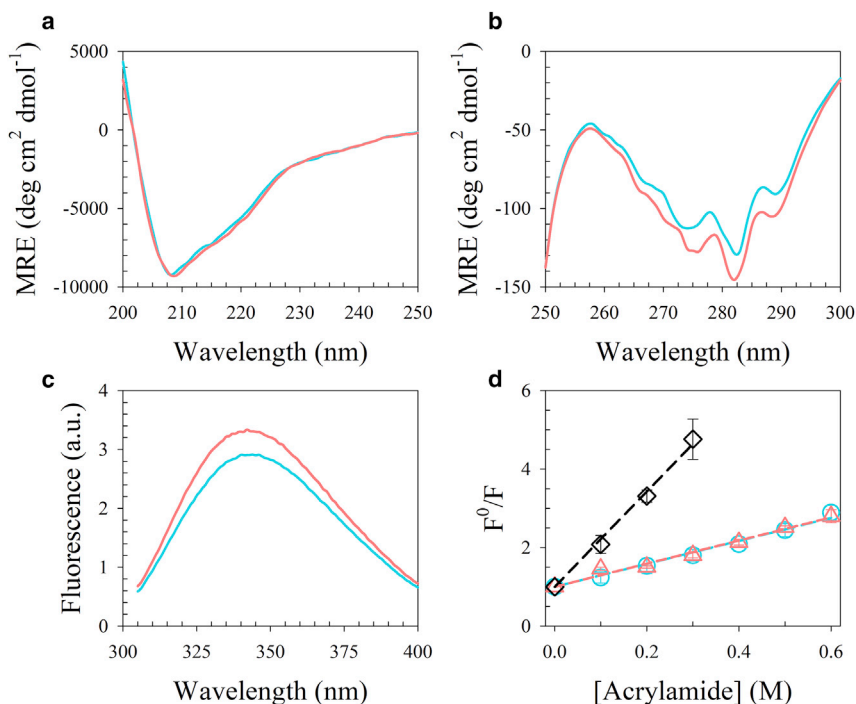 a
MRE (deg cm² dmol⁻¹)
5000
0
-5000
-10000
200 210 220 230 240 250
Wavelength (nm)
b
MRE (deg cm² dmol⁻¹)
0
-50
-100
-150
250 260 270 280 290 300
Wavelength (nm)
c
Fluorescence (a.u.)
4
3
2
1
0
300 325 350 375 400
Wavelength (nm)
d
F⁰/F
6
4
2
0
0.0 0.2 0.4 0.6
[Acrylamide] (M)